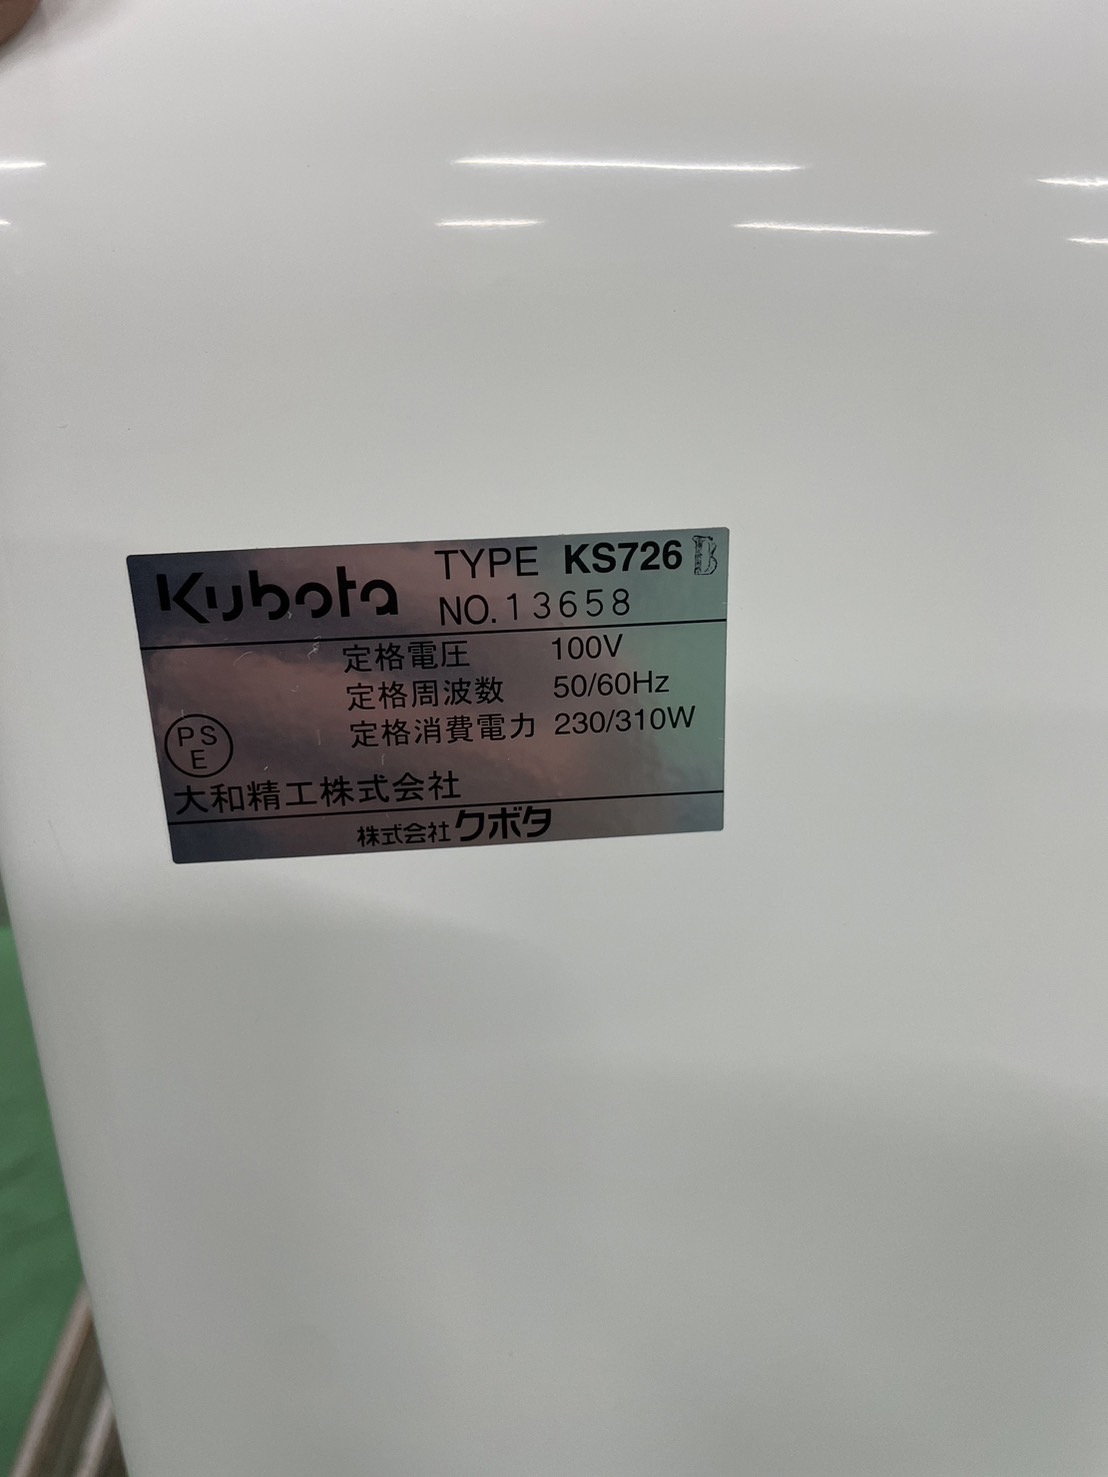 Kubota TYPE KS726 B
NO.13658
定格電圧 100V
定格周波数 50/60Hz
定格消費電力 230/310W
PS
E
大和精工株式会社
株式会社クボタ